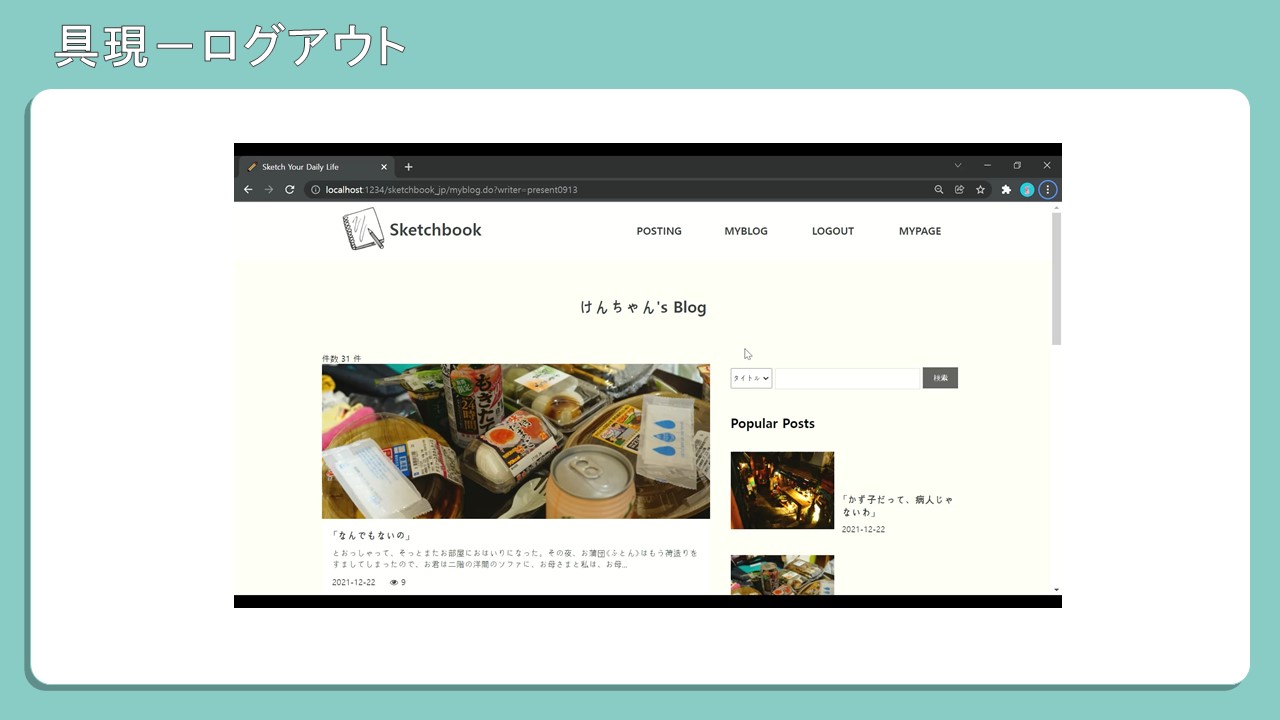 具現ーログアウト
Sketch Your Daily Life
localhost:1234/sketchbook_jp/myblog.do?writer=present0913
Sketchbook
POSTING
MYBLOG
LOGOUT
MYPAGE
けんちゃん's Blog
件数 31 件
タイトル
検索
Popular Posts
「かず子だって、病人じゃ
ないわ」
2021-12-22
「なんでもないの」
とおっしゃって、そっとまたお部屋におはいりになった。その夜、お蒲団(ふとん)はもう荷造りを
すましてしまったので、お君は二階の洋間のソファに、お母さまと私は、お母...
2021-12-22
9